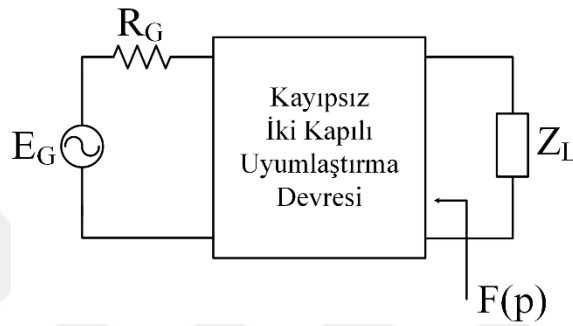 R_G
E_G
Kayıpsız
İki Kapılı
Uyumlaştırma
Devresi
Z_L
F(p)